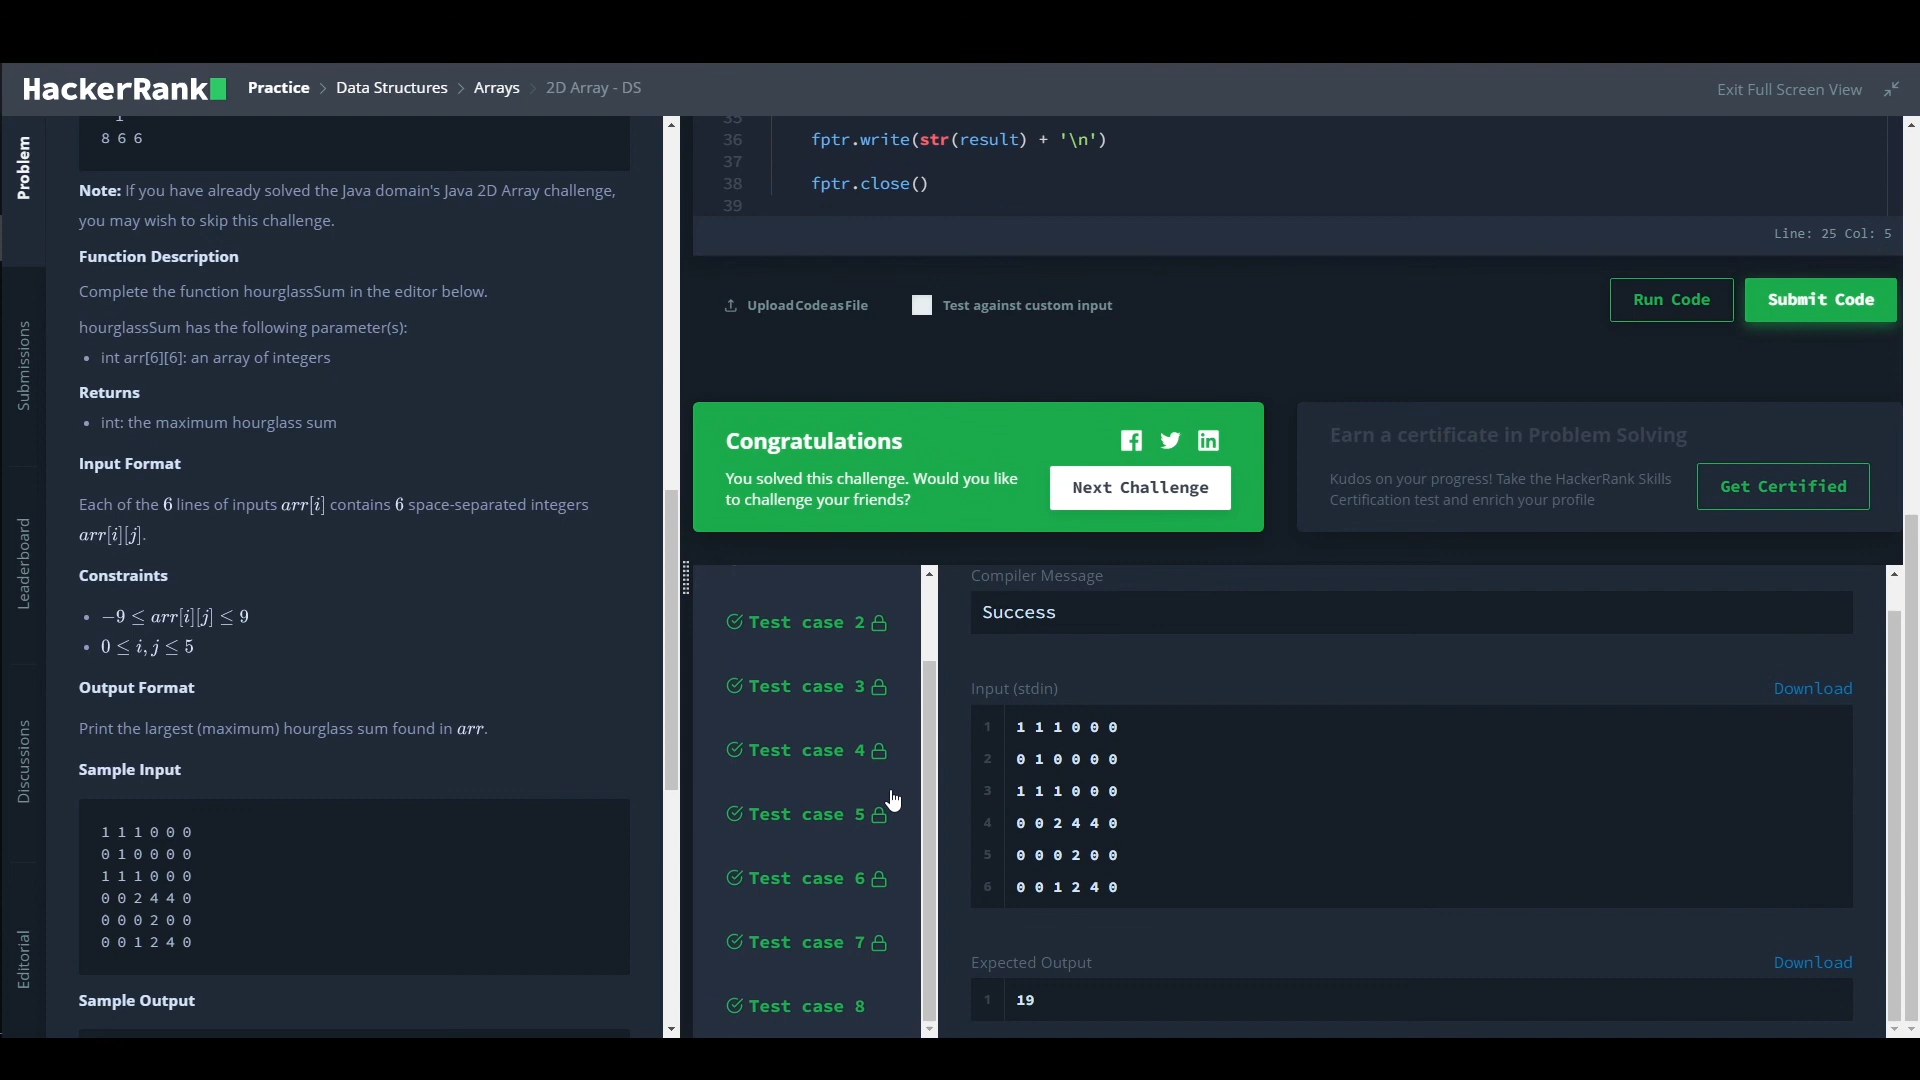 HackerRank
Practice > Data Structures > Arrays > 2D Array - DS
Exit Full Screen View
Problem
Submissions
Leaderboard
Discussions
Editorial
1
8 6 6
Note: If you have already solved the Java domain's Java 2D Array challenge,
you may wish to skip this challenge.
Function Description
Complete the function hourglassSum in the editor below.
hourglassSum has the following parameter(s):
• int arr[6][6]: an array of integers
Returns
• int: the maximum hourglass sum
Input Format
Each of the 6 lines of inputs arr[i] contains 6 space-separated integers
arr[i][j].
Constraints
• −9 ≤ arr[i][j] ≤ 9
• 0 ≤ i, j ≤ 5
Output Format
Print the largest (maximum) hourglass sum found in arr.
Sample Input
1 1 1 0 0 0
0 1 0 0 0 0
1 1 1 0 0 0
0 0 2 4 4 0
0 0 0 2 0 0
0 0 1 2 4 0
Sample Output
35
36 fptr.write(str(result) + '\n')
37
38 fptr.close()
39
Line: 25 Col: 5
Upload Code as File
Test against custom input
Run Code
Submit Code
Congratulations
You solved this challenge. Would you like
to challenge your friends?
Next Challenge
Earn a certificate in Problem Solving
Kudos on your progress! Take the HackerRank Skills
Certification test and enrich your profile
Get Certified
Test case 2
Test case 3
Test case 4
Test case 5
Test case 6
Test case 7
Test case 8
Compiler Message
Success
Input (stdin)
Download
1 1 1 1 0 0 0
2 0 1 0 0 0 0
3 1 1 1 0 0 0
4 0 0 2 4 4 0
5 0 0 0 2 0 0
6 0 0 1 2 4 0
Expected Output
Download
1 19